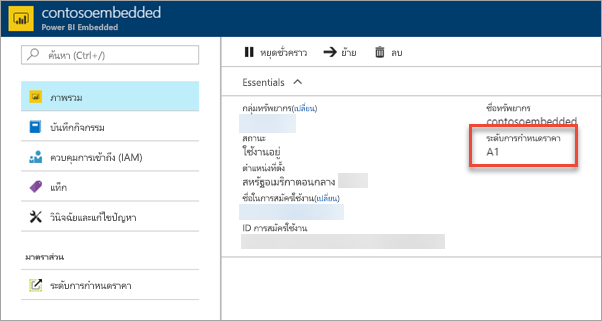 contosoembedded
Power BI Embedded
ค้นหา (Ctrl+/)
ภาพรวม
บันทึกกิจกรรม
ควบคุมการเข้าถึง (IAM)
แท็ก
วินิจฉัยและแก้ไขปัญหา
มาตราส่วน
ระดับการกำหนดราคา
หยุดชั่วคราว ย้าย ลบ
Essentials
กลุ่มทรัพยากร(เปลี่ยน)
สถานะ
ใช้งานอยู่
ตำแหน่งที่ตั้ง
สหรัฐอเมริกาตอนกลาง
ชื่อในการสมัครใช้งาน(เปลี่ยน)
ID การสมัครใช้งาน
ชื่อทรัพยากร
contosoembedded
ระดับการกำหนดราคา
A1